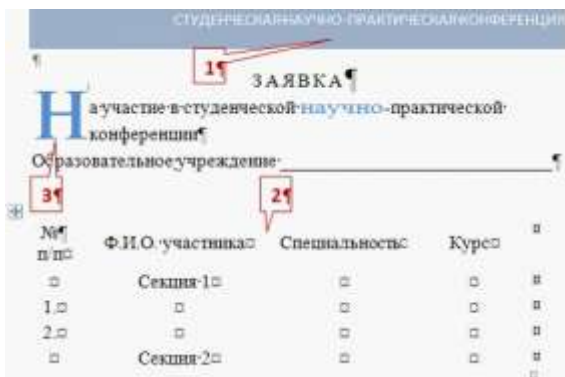 СТУДЕНЧЕСКАЯ НАУЧНО-ПРАКТИЧЕСКАЯ КОНФЕРЕНЦИЯ
¶
1¶
ЗАЯВКА¶
На участие в студенческой научно-практической
конференции¶
Образовательное учреждение ____________________ ¶
3¶ 2¶
№¶
п/п Ф.И.О. участника Специальность Курс
Секция 1
1.
2.
Секция 2